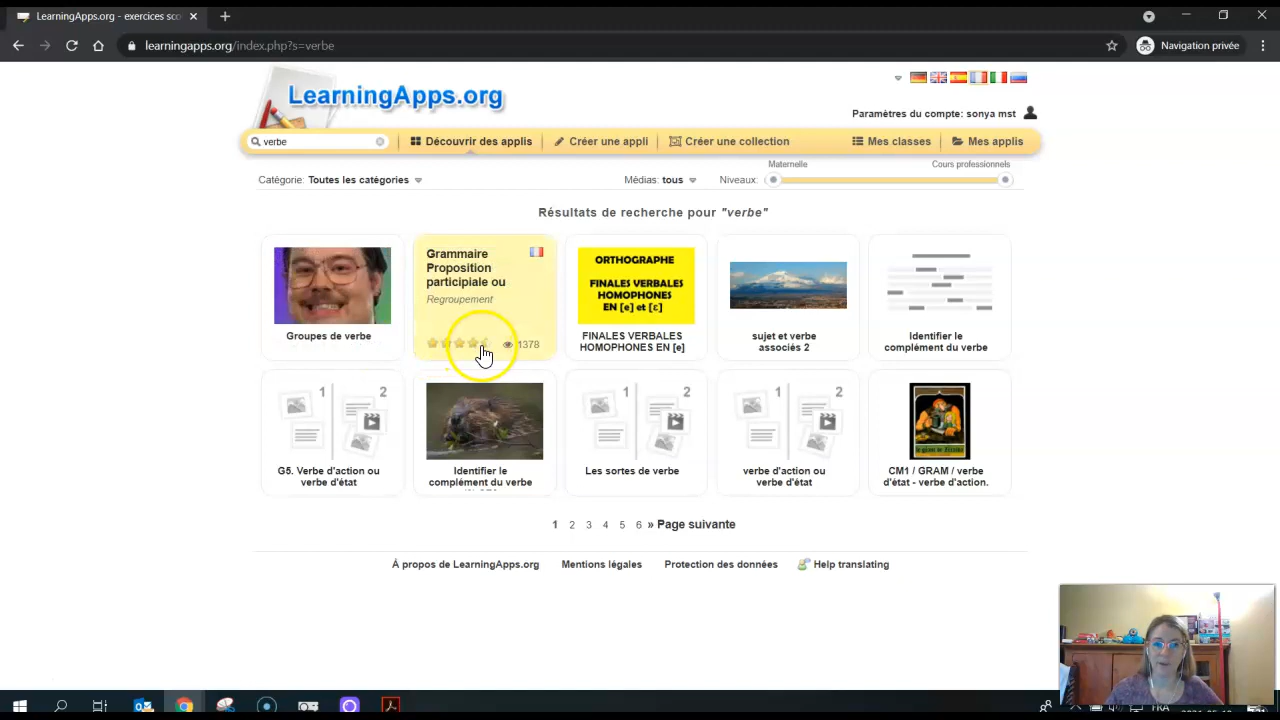 LearningApps.org - exercices sco
learningapps.org/index.php?s=verbe
Navigation privée
LearningApps.org
Paramètres du compte: sonya mst
verbe
Découvrir des applis
Créer une appli
Créer une collection
Mes classes
Mes applis
Maternelle
Cours professionnels
Catégorie: Toutes les catégories
Médias: tous
Niveaux:
Résultats de recherche pour "verbe"
Groupes de verbe
Grammaire
Proposition
participiale ou
Regroupement
1378
ORTHOGRAPHE
FINALES VERBALES
HOMOPHONES
EN [e] et [ε]
FINALES VERBALES
HOMOPHONES EN [e]
sujet et verbe
associés 2
Identifier le
complément du verbe
1 2
G5. Verbe d'action ou
verbe d'état
Identifier le
complément du verbe
1 2
Les sortes de verbe
1 2
verbe d'action ou
verbe d'état
CM1 / GRAM / verbe
d'état - verbe d'action.
1 2 3 4 5 6 » Page suivante
Á propos de LearningApps.org
Mentions légales
Protection des données
Help translating
FRA